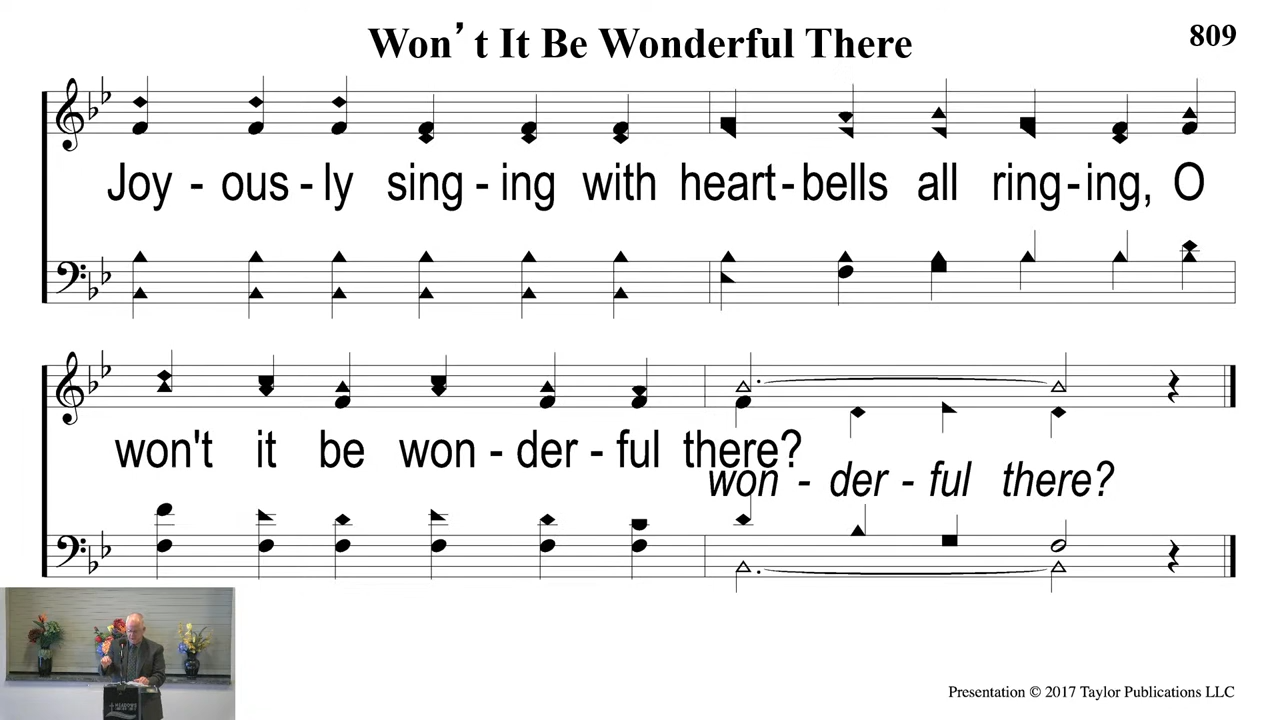 Won't It Be Wonderful There
809
Joy - ous - ly sing - ing with heart-bells all ring-ing, O
won't it be won - der - ful there?
won - der - ful there?
Presentation © 2017 Taylor Publications LLC